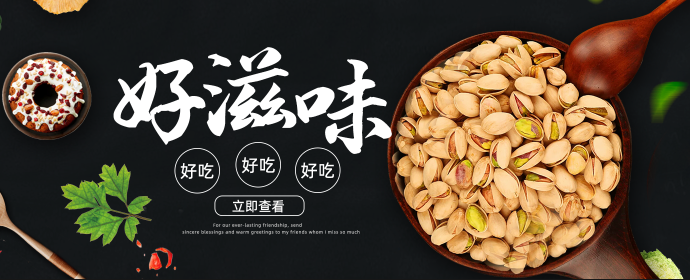 好滋味
好吃 好吃 好吃
立即查看
For our ever-lasting friendship, send
sincere blessings and warm greetings to my friends whom I miss so much